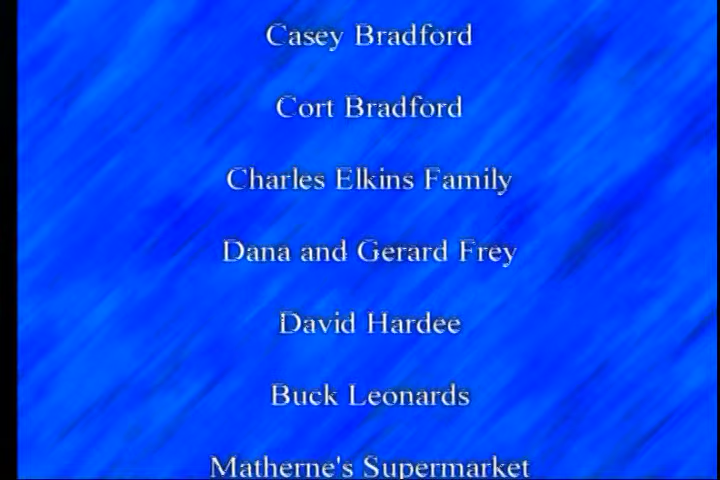 Casey Bradford
Cort Bradford
Charles Elkins Family
Dana and Gerard Frey
David Hardee
Buck Leonards
Matherne's Supermarket